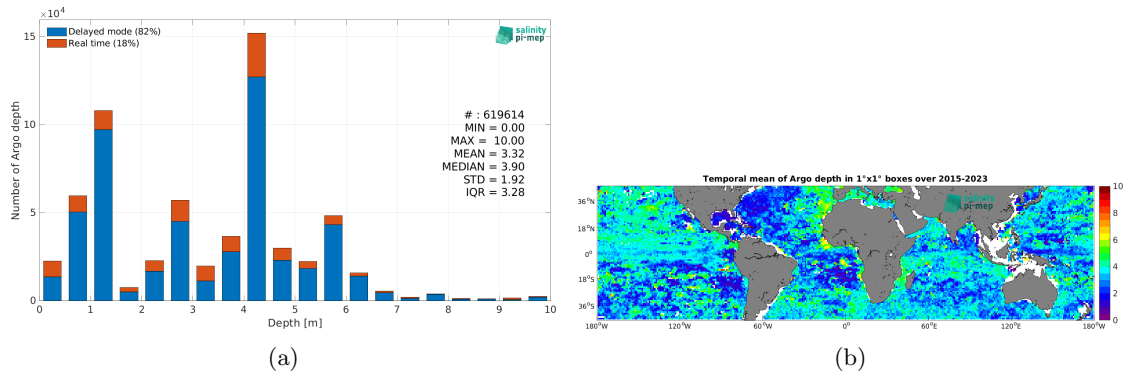 ×10⁴
15
10
5
0
Number of Argo depth
Delayed mode (82%)
Real time (18%)
salinity
pi-mep
# : 619614
MIN = 0.00
MAX = 10.00
MEAN = 3.32
MEDIAN = 3.90
STD = 1.92
IQR = 3.28
0 1 2 3 4 5 6 7 8 9 10
Depth [m]
(a)
Temporal mean of Argo depth in 1°x1° boxes over 2015-2023
salinity
pi-mep
36°N
18°N
0°
18°S
36°S
180°W 120°W 60°W 0° 60°E 120°E 180°W
10
8
6
4
2
0
(b)